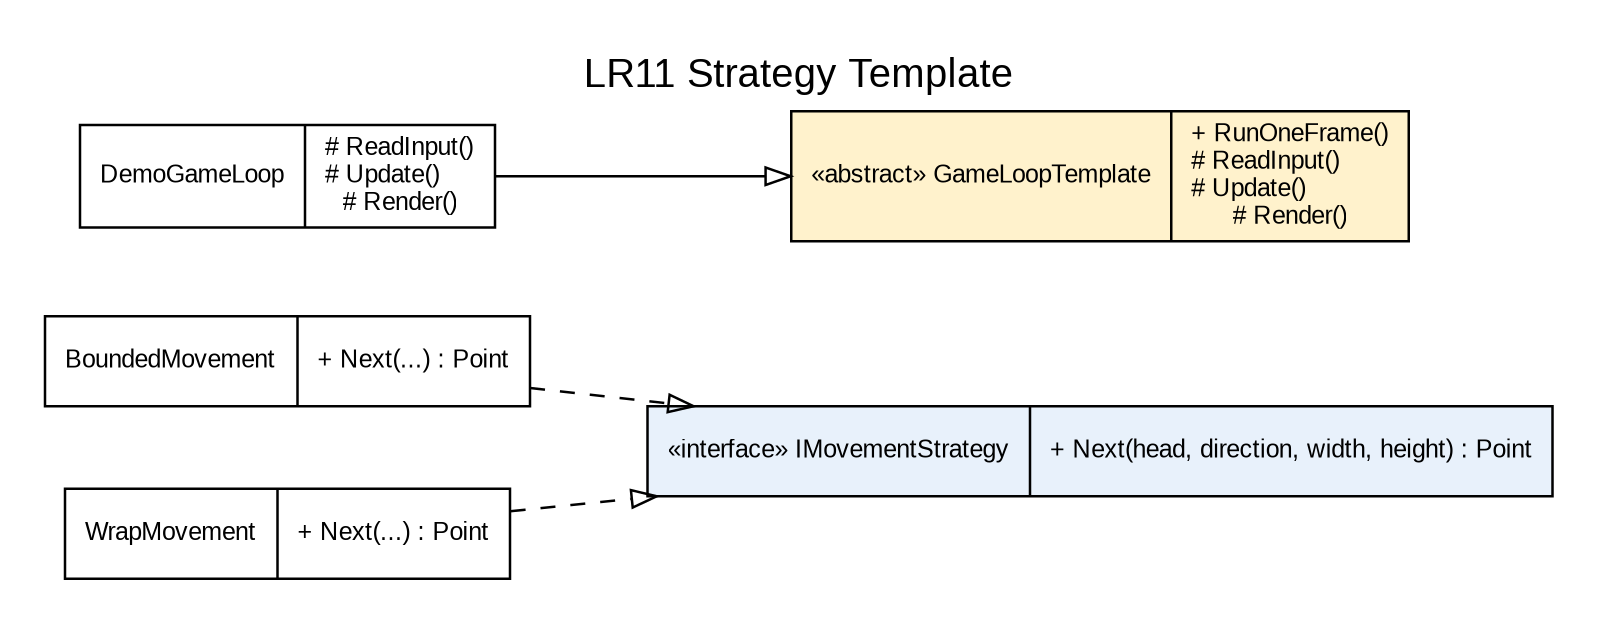 LR11 Strategy Template
DemoGameLoop
# ReadInput()
# Update()
# Render()
«abstract» GameLoopTemplate
+ RunOneFrame()
# ReadInput()
# Update()
# Render()
BoundedMovement
+ Next(...) : Point
«interface» IMovementStrategy
+ Next(head, direction, width, height) : Point
WrapMovement
+ Next(...) : Point